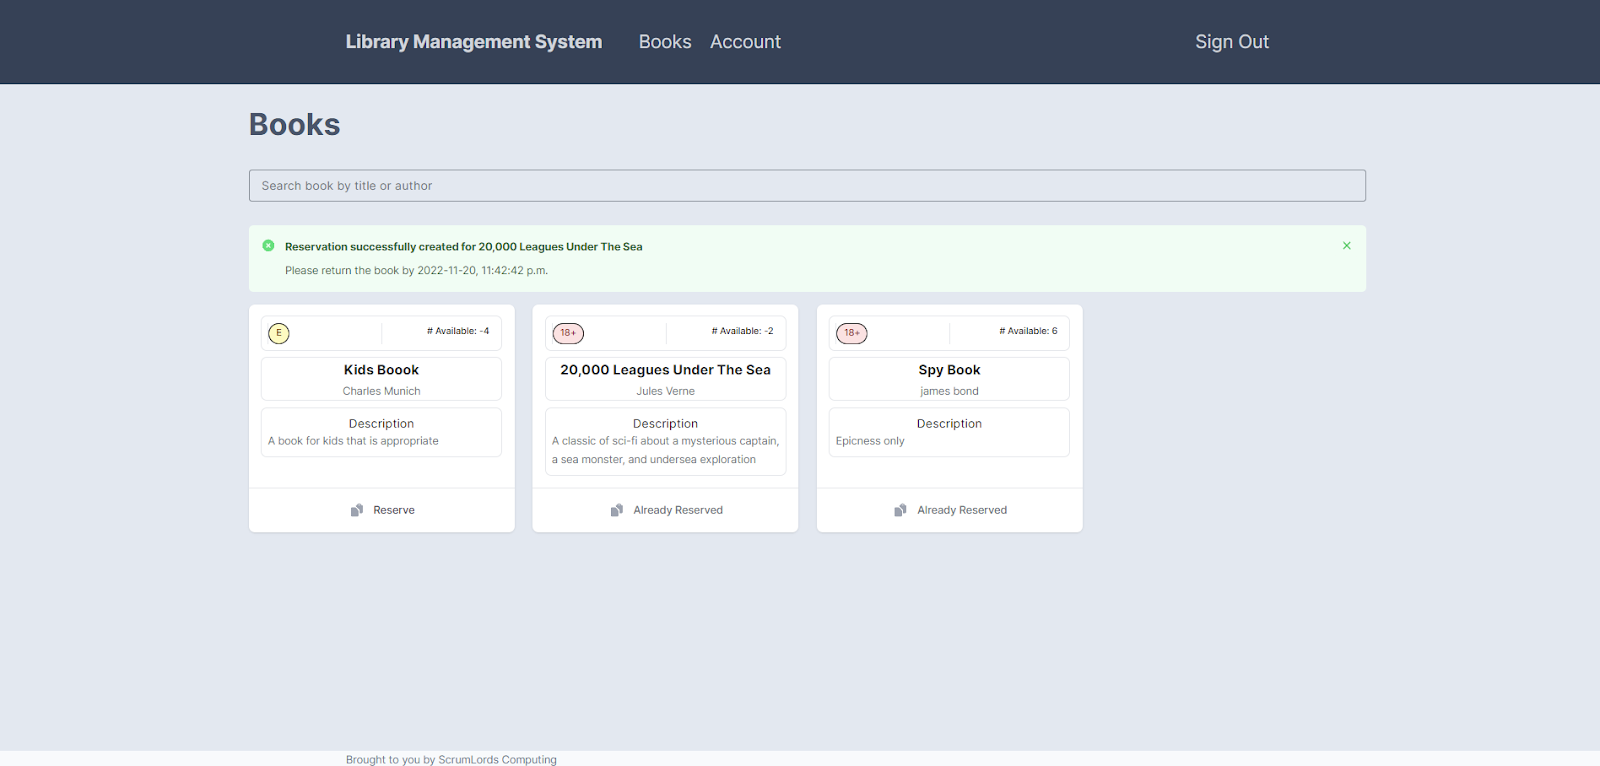 Library Management System
Books
Account
Sign Out
Books
Search book by title or author
Reservation successfully created for 20,000 Leagues Under The Sea
Please return the book by 2022-11-20, 11:42:42 p.m.
E
# Available: -4
Kids Boook
Charles Munich
Description
A book for kids that is appropriate
Reserve
18+
# Available: -2
20,000 Leagues Under The Sea
Jules Verne
Description
A classic of sci-fi about a mysterious captain,
a sea monster, and undersea exploration
Already Reserved
18+
# Available: 6
Spy Book
james bond
Description
Epicness only
Already Reserved
Brought to you by ScrumLords Computing